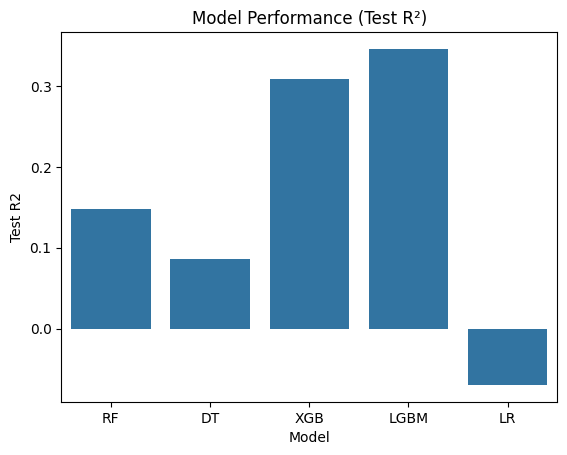 Model Performance (Test R²)
Test R2
0.3
0.2
0.1
0.0
RF DT XGB LGBM LR
Model